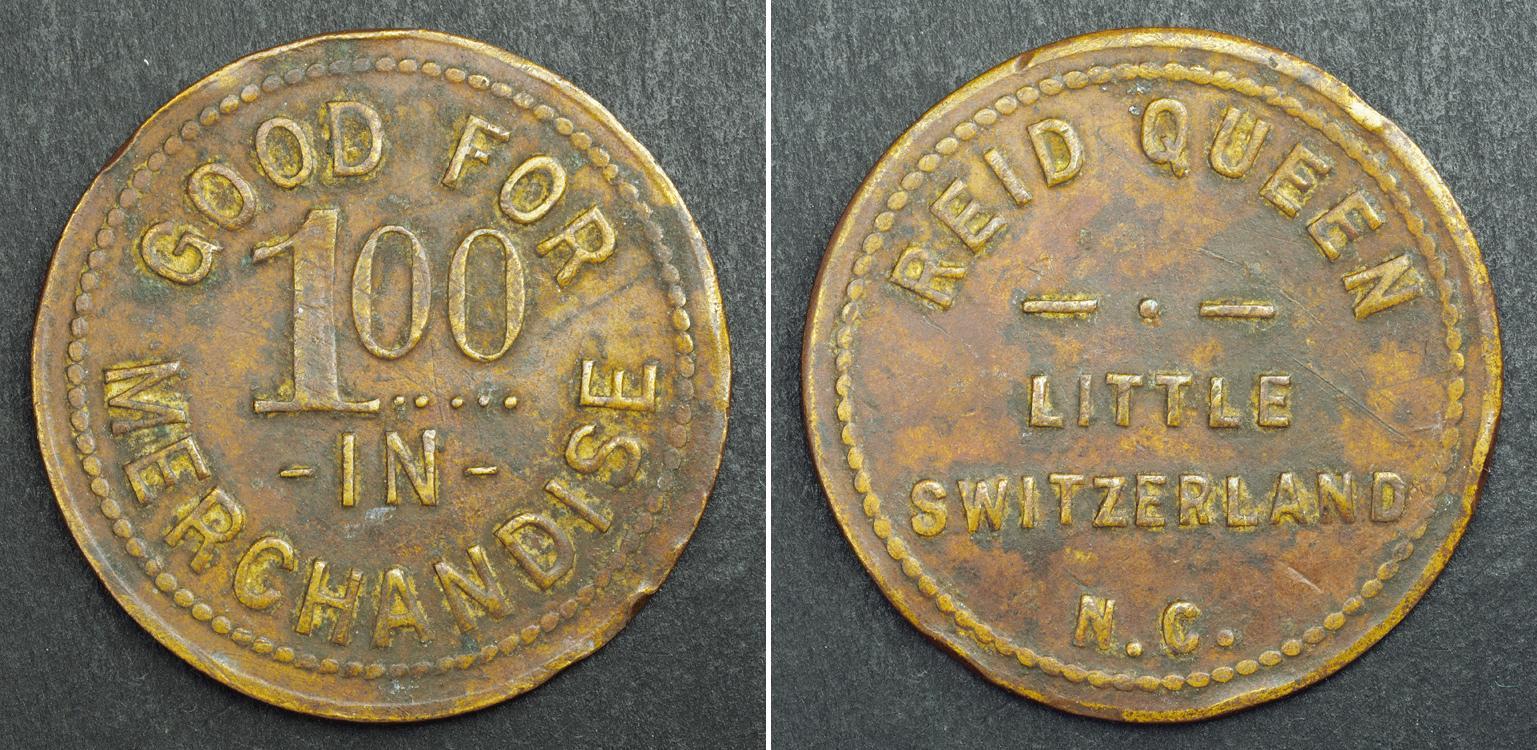 GOOD FOR
1 00
- IN -
MERCHANDISE
REID QUEEN
LITTLE
SWITZERLAND
N.C.